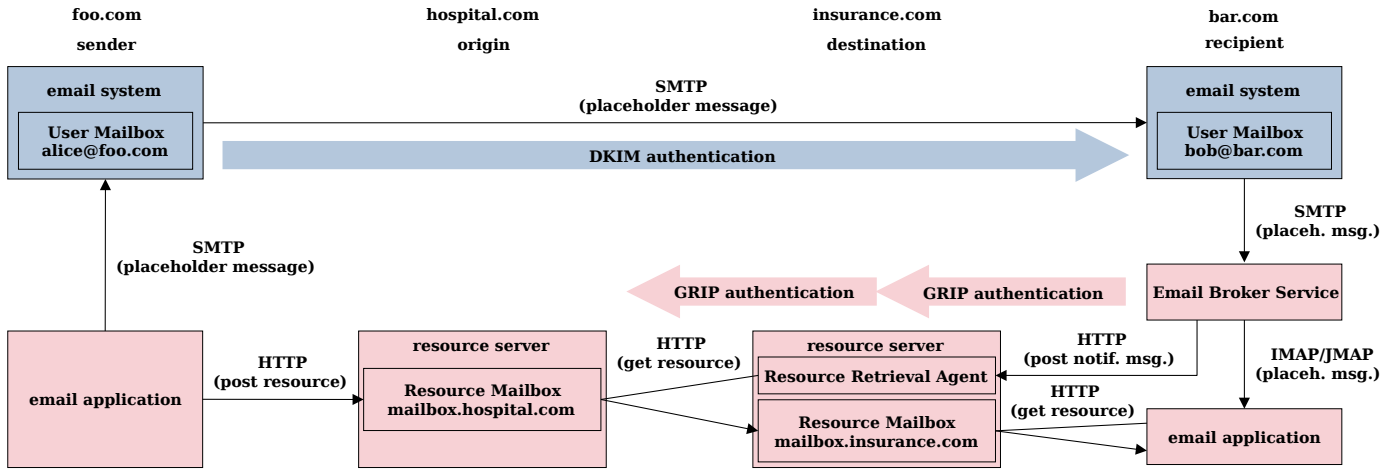 foo.com
sender
hospital.com
origin
insurance.com
destination
bar.com
recipient
email system
User Mailbox
alice@foo.com
SMTP
(placeholder message)
DKIM authentication
email system
User Mailbox
bob@bar.com
SMTP
(placeholder message)
SMTP
(placeh. msg.)
GRIP authentication
GRIP authentication
Email Broker Service
email application
HTTP
(post resource)
resource server
Resource Mailbox
mailbox.hospital.com
HTTP
(get resource)
resource server
Resource Retrieval Agent
Resource Mailbox
mailbox.insurance.com
HTTP
(post notif. msg.)
HTTP
(get resource)
IMAP/JMAP
(placeh. msg.)
email application